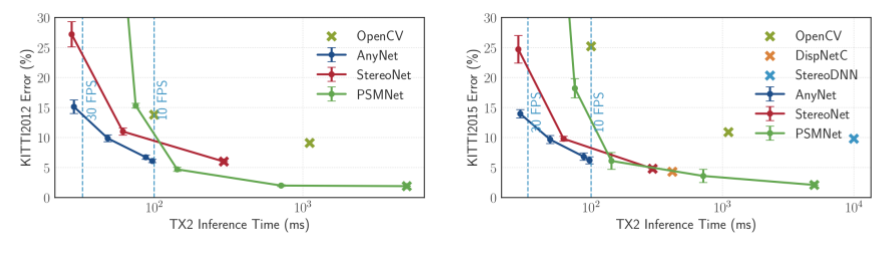 30
25
20
15
10
5
0
KITTI2012 Error (%)
30 FPS
10 FPS
OpenCV
AnyNet
StereoNet
PSMNet
10²
10³
TX2 Inference Time (ms)
30
25
20
15
10
5
0
KITTI2015 Error (%)
30 FPS
10 FPS
OpenCV
DispNetC
StereoDNN
AnyNet
StereoNet
PSMNet
10²
10³
10⁴
TX2 Inference Time (ms)